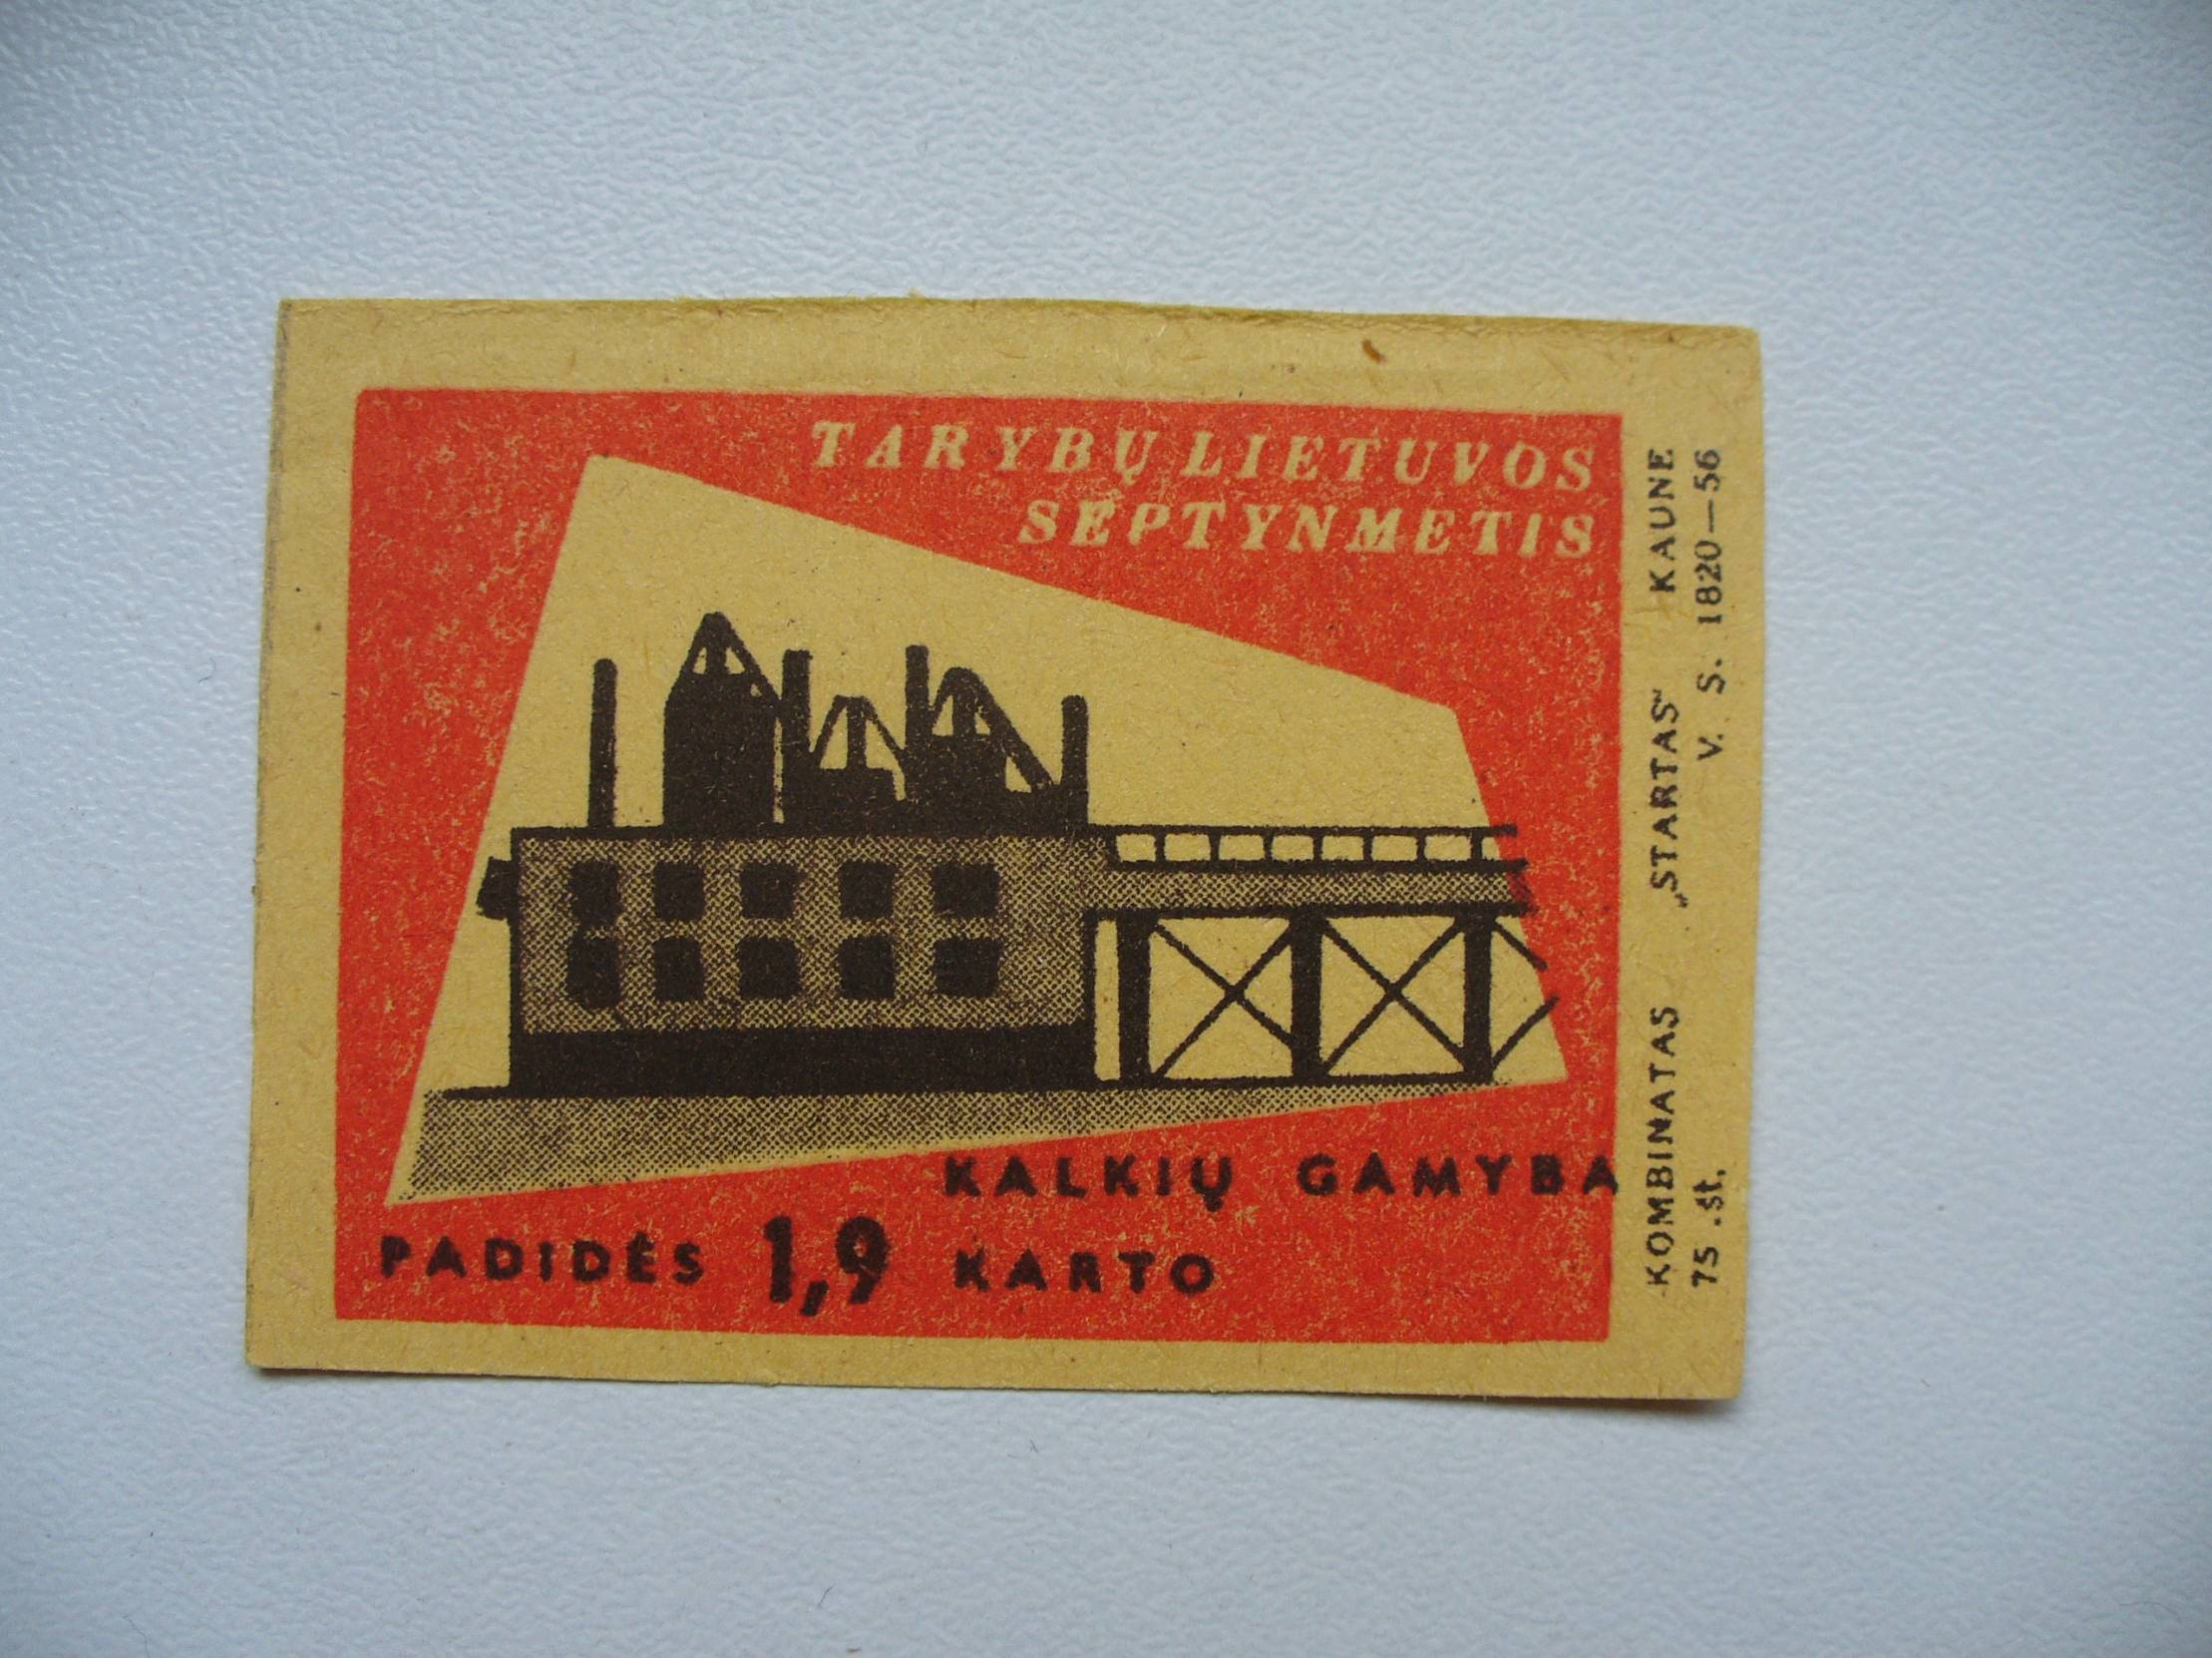 TARYBŲ LIETUVOS
SEPTYNMETIS
KALKIŲ GAMYBA
PADIDĖS 1,9 KARTO
KOMBINATAS „STARTAS“ KAUNE
75 .št. V. S. 1820—56